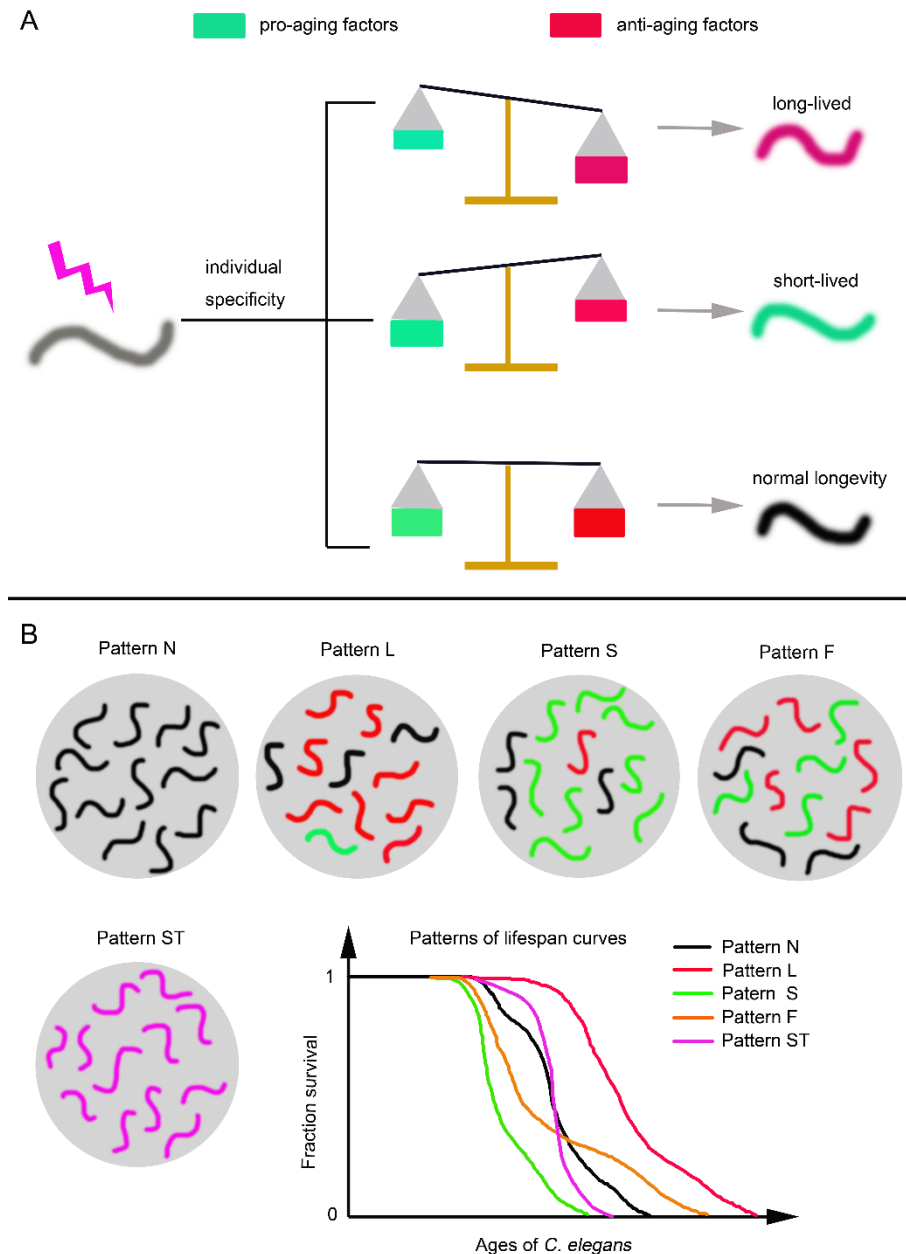 A
pro-aging factors
anti-aging factors
long-lived
individual
specificity
short-lived
normal longevity
B
Pattern N
Pattern L
Pattern S
Pattern F
Pattern ST
Patterns of lifespan curves
Pattern N
Pattern L
Patern S
Pattern F
Pattern ST
1
Fraction survival
0
Ages of C. elegans